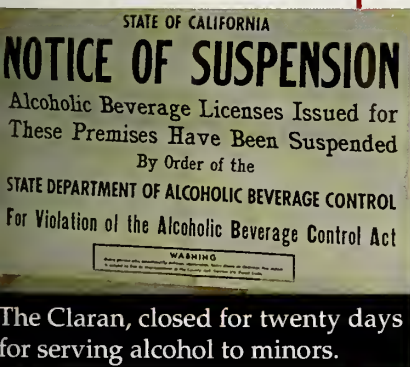 STATE OF CALIFORNIA
NOTICE OF SUSPENSION
Alcoholic Beverage Licenses Issued for
These Premises Have Been Suspended
By Order of the
STATE DEPARTMENT OF ALCOHOLIC BEVERAGE CONTROL
For Violation of the Alcoholic Beverage Control Act
WARNING
The Claran, closed for twenty days
for serving alcohol to minors.